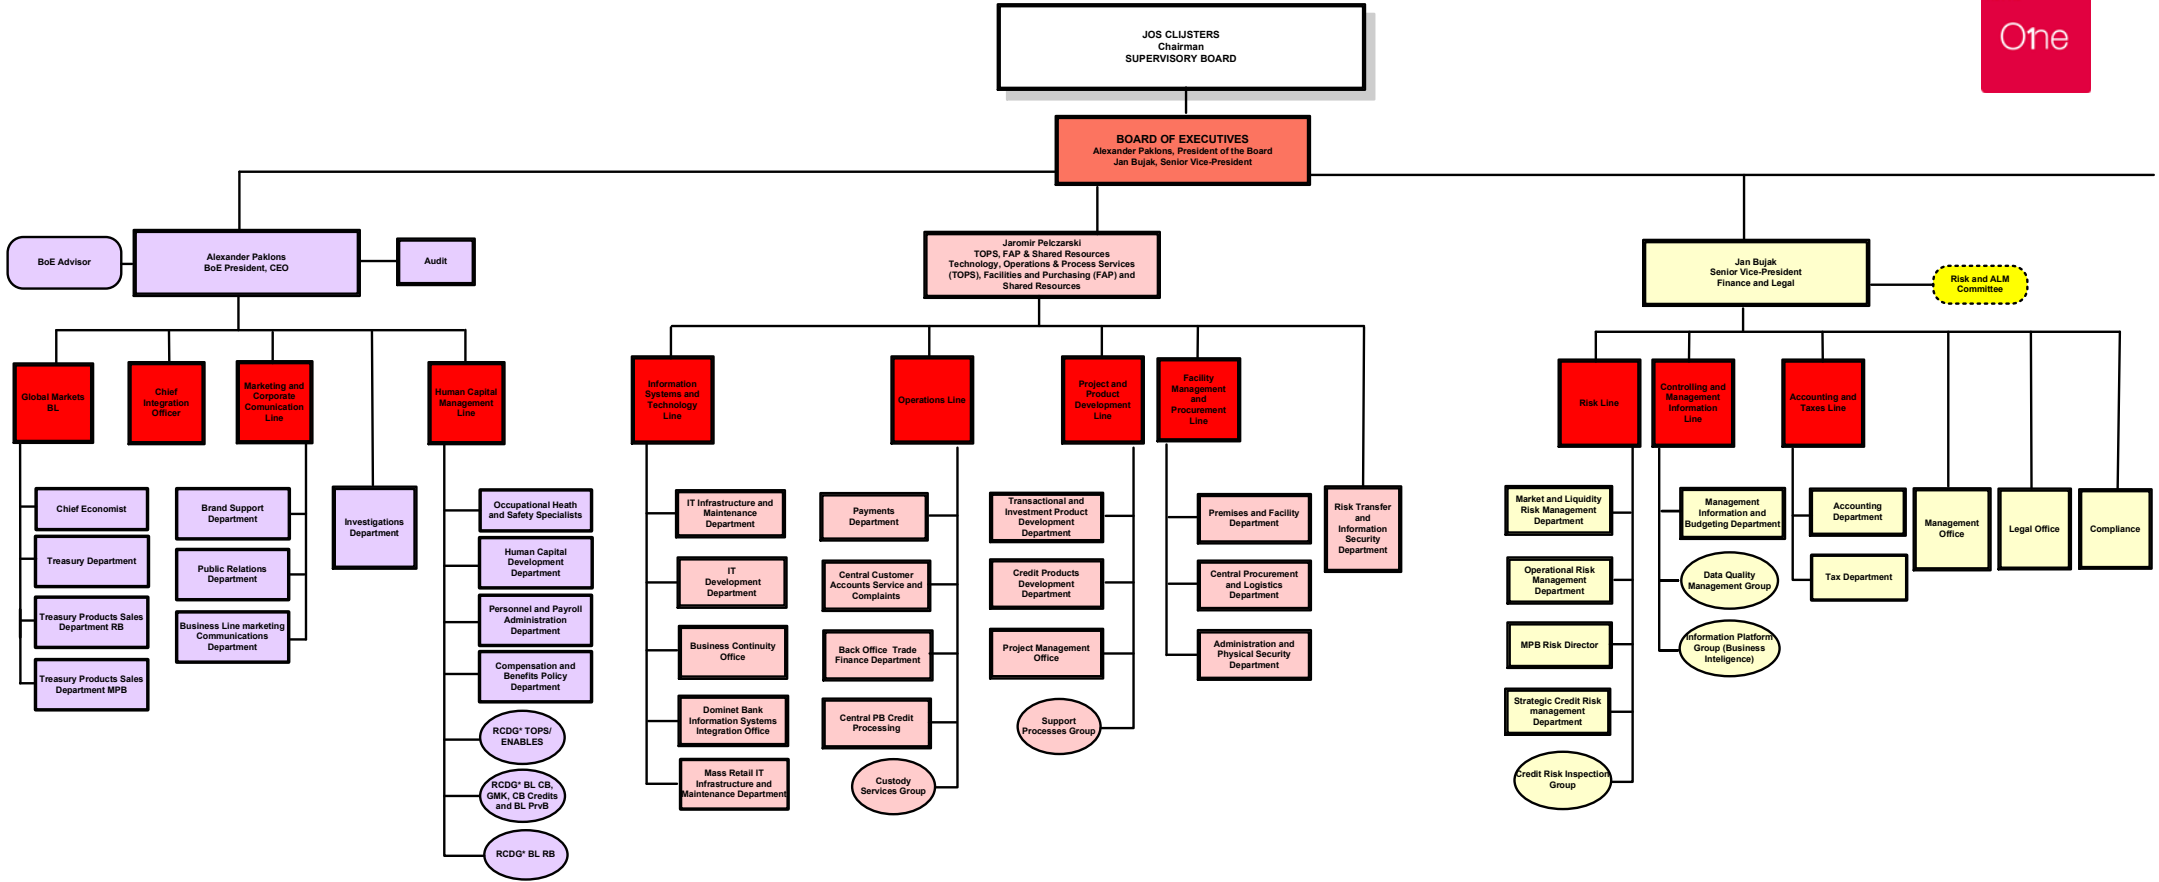 JOS CLIJSTERS
Chairman
SUPERVISORY BOARD
One
BOARD OF EXECUTIVES
Alexander Paklons, President of the Board
Jan Bujak, Senior Vice-President
BoE Advisor
Alexander Paklons
BoE President, CEO
Audit
Jaromir Pelczarski
TOPS, FAP & Shared Resources
Technology, Operations & Process Services
(TOPS), Facilities and Purchasing (FAP) and
Shared Resources
Jan Bujak
Senior Vice-President
Finance and Legal
Risk and ALM
Committee
Global Markets
BL
Chief
Integration
Officer
Marketing and
Corporate
Comunication
Line
Human Capital
Management
Line
Information
Systems and
Technology
Line
Operations Line
Project and
Product
Development
Line
Facility
Management
and
Procurement
Line
Risk Line
Controlling and
Management
Information
Line
Accounting and
Taxes Line
Chief Economist
Treasury Department
Treasury Products Sales
Department RB
Treasury Products Sales
Department MPB
Brand Support
Department
Public Relations
Department
Business Line marketing
Communications
Department
Investigations
Department
Occupational Heath
and Safety Specialists
Human Capital
Development
Department
Personnel and Payroll
Administration
Department
Compensation and
Benefits Policy
Department
RCDG* TOPS/
ENABLES
RCDG* BL CB,
GMK, CB Credits
and BL PrvB
RCDG* BL RB
IT Infrastructure and
Maintenance
Department
IT
Development
Department
Business Continuity
Office
Dominet Bank
Information Systems
Integration Office
Mass Retail IT
Infrastructure and
Maintenance Department
Payments
Department
Central Customer
Accounts Service and
Complaints
Back Office Trade
Finance Department
Central PB Credit
Processing
Custody
Services Group
Transactional and
Investment Product
Development
Department
Credit Products
Development
Department
Project Management
Office
Support
Processes Group
Premises and Facility
Department
Central Procurement
and Logistics
Department
Administration and
Physical Security
Department
Risk Transfer
and
Information
Security
Department
Market and Liquidity
Risk Management
Department
Operational Risk
Management
Department
MPB Risk Director
Strategic Credit Risk
management
Department
Credit Risk Inspection
Group
Management
Information and
Budgeting Department
Data Quality
Management Group
Information Platform
Group (Business
Inteligence)
Accounting
Department
Tax Department
Management
Office
Legal Office
Compliance